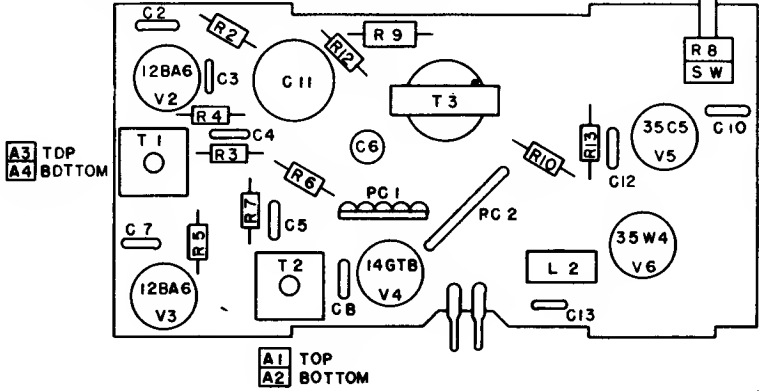 C2
R2
R12
R9
R8
SW
12BA6
V2
C3
C11
T3
R4
C4
T1
R3
C6
R13
35C5
V5
C10
A3 TOP
A4 BOTTOM
R10
C12
R6
PC1
PC2
R7
C5
C7
R5
T2
14GT8
V4
35W4
V6
L2
12BA6
V3
C8
C13
A1 TOP
A2 BOTTOM